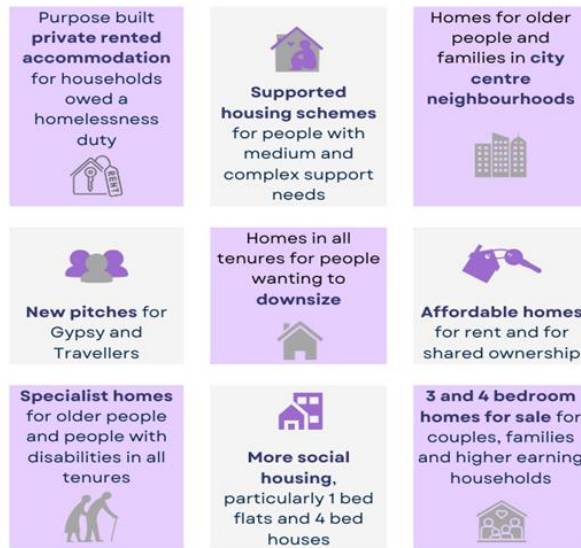 Purpose built
private rented
accommodation
for households
owed a
homelessness
duty
RENT
Supported
housing schemes
for people with
medium and
complex support
needs
Homes for older
people and
families in city
centre
neighbourhoods
New pitches for
Gypsy and
Travellers
Homes in all
tenures for people
wanting to
downsize
Affordable homes
for rent and for
shared ownership
Specialist homes
for older people
and people with
disabilities in all
tenures
More social
housing,
particularly 1 bed
flats and 4 bed
houses
3 and 4 bedroom
homes for sale for
couples, families
and higher earning
households